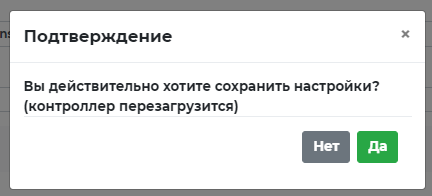 Подтверждение
×
Вы действительно хотите сохранить настройки?
(контроллер перезагрузится)
Нет Да